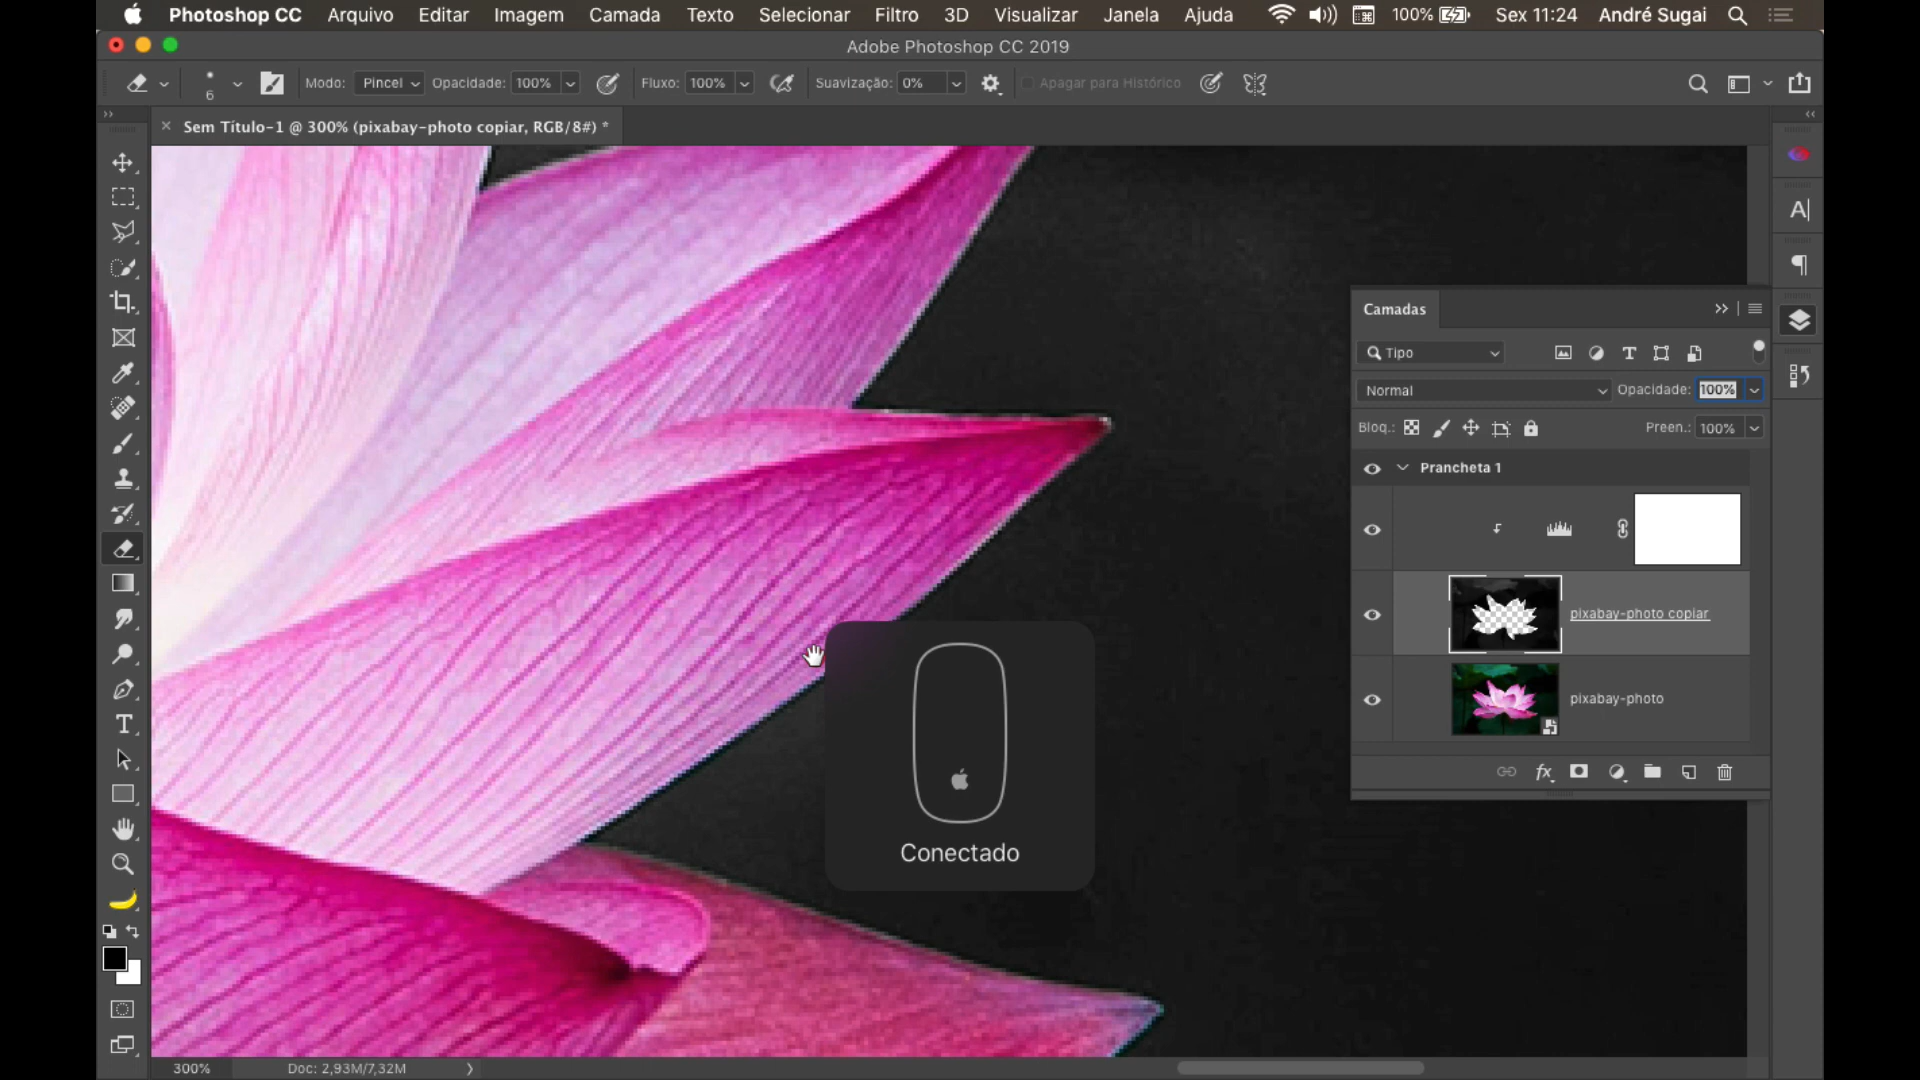 Photoshop CC Arquivo Editar Imagem Camada Texto Selecionar Filtro 3D Visualizar Janela Ajuda 100% Sex 11:24 André Sugai
Adobe Photoshop CC 2019
6 Modo: Pincel Opacidade: 100% Fluxo: 100% Suavização: 0% Apagar para Histórico
Sem Título-1 @ 300% (pixabay-photo copiar, RGB/8#) *
Camadas
Tipo
Normal Opacidade: 100%
Bloq.: Preen.: 100%
Prancheta 1
pixabay-photo copiar
pixabay-photo
Conectado
300% Doc: 2,93M/7,32M